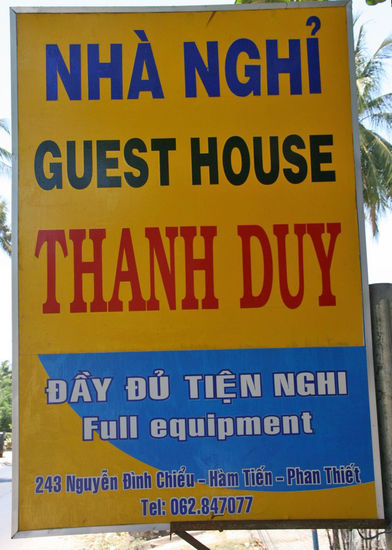 NHÀ NGHỈ
GUEST HOUSE
THANH DUY
ĐẦY ĐỦ TIỆN NGHI
Full equipment
243 Nguyễn Đình Chiểu - Hàm Tiến - Phan Thiết
Tel: 062.847077